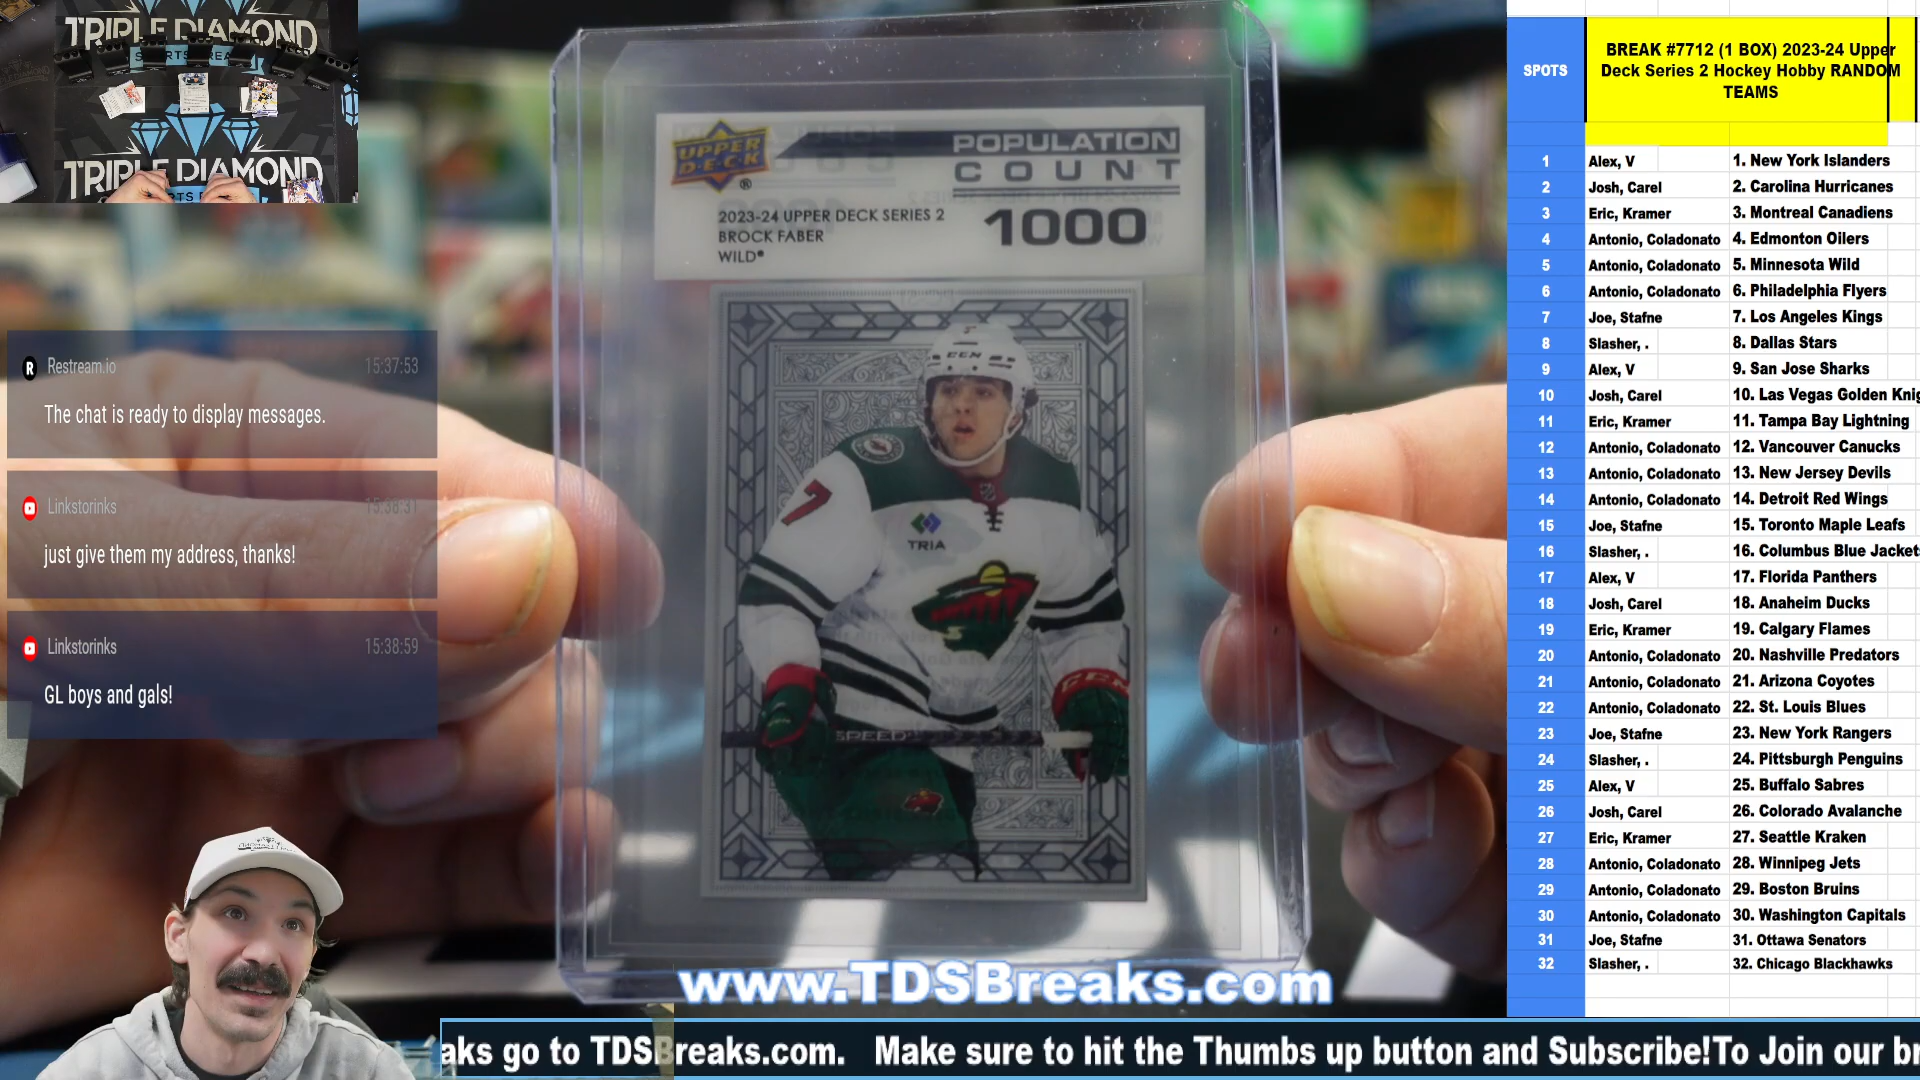 TRIPLE DIAMOND
TRIPLE DIAMOND
Restream.io
15:37:53
The chat is ready to display messages.
Linkstorinks
15:38:31
just give them my address, thanks!
Linkstorinks
15:38:59
GL boys and gals!
UPPER
D·E·C·K
®
POPULATION
COUNT
2023-24 UPPER DECK SERIES 2
BROCK FABER
WILD®
1000
CCM
7
TRIA
CCM
SPEED
www.TDSBreaks.com
aks go to TDSBreaks.com. Make sure to hit the Thumbs up button and Subscribe!To Join our br
SPOTS
BREAK #7712 (1 BOX) 2023-24 Upper
Deck Series 2 Hockey Hobby RANDOM
TEAMS
1 Alex, V 1. New York Islanders
2 Josh, Carel 2. Carolina Hurricanes
3 Eric, Kramer 3. Montreal Canadiens
4 Antonio, Coladonato 4. Edmonton Oilers
5 Antonio, Coladonato 5. Minnesota Wild
6 Antonio, Coladonato 6. Philadelphia Flyers
7 Joe, Stafne 7. Los Angeles Kings
8 Slasher, . 8. Dallas Stars
9 Alex, V 9. San Jose Sharks
10 Josh, Carel 10. Las Vegas Golden Knig
11 Eric, Kramer 11. Tampa Bay Lightning
12 Antonio, Coladonato 12. Vancouver Canucks
13 Antonio, Coladonato 13. New Jersey Devils
14 Antonio, Coladonato 14. Detroit Red Wings
15 Joe, Stafne 15. Toronto Maple Leafs
16 Slasher, . 16. Columbus Blue Jackets
17 Alex, V 17. Florida Panthers
18 Josh, Carel 18. Anaheim Ducks
19 Eric, Kramer 19. Calgary Flames
20 Antonio, Coladonato 20. Nashville Predators
21 Antonio, Coladonato 21. Arizona Coyotes
22 Antonio, Coladonato 22. St. Louis Blues
23 Joe, Stafne 23. New York Rangers
24 Slasher, . 24. Pittsburgh Penguins
25 Alex, V 25. Buffalo Sabres
26 Josh, Carel 26. Colorado Avalanche
27 Eric, Kramer 27. Seattle Kraken
28 Antonio, Coladonato 28. Winnipeg Jets
29 Antonio, Coladonato 29. Boston Bruins
30 Antonio, Coladonato 30. Washington Capitals
31 Joe, Stafne 31. Ottawa Senators
32 Slasher, . 32. Chicago Blackhawks